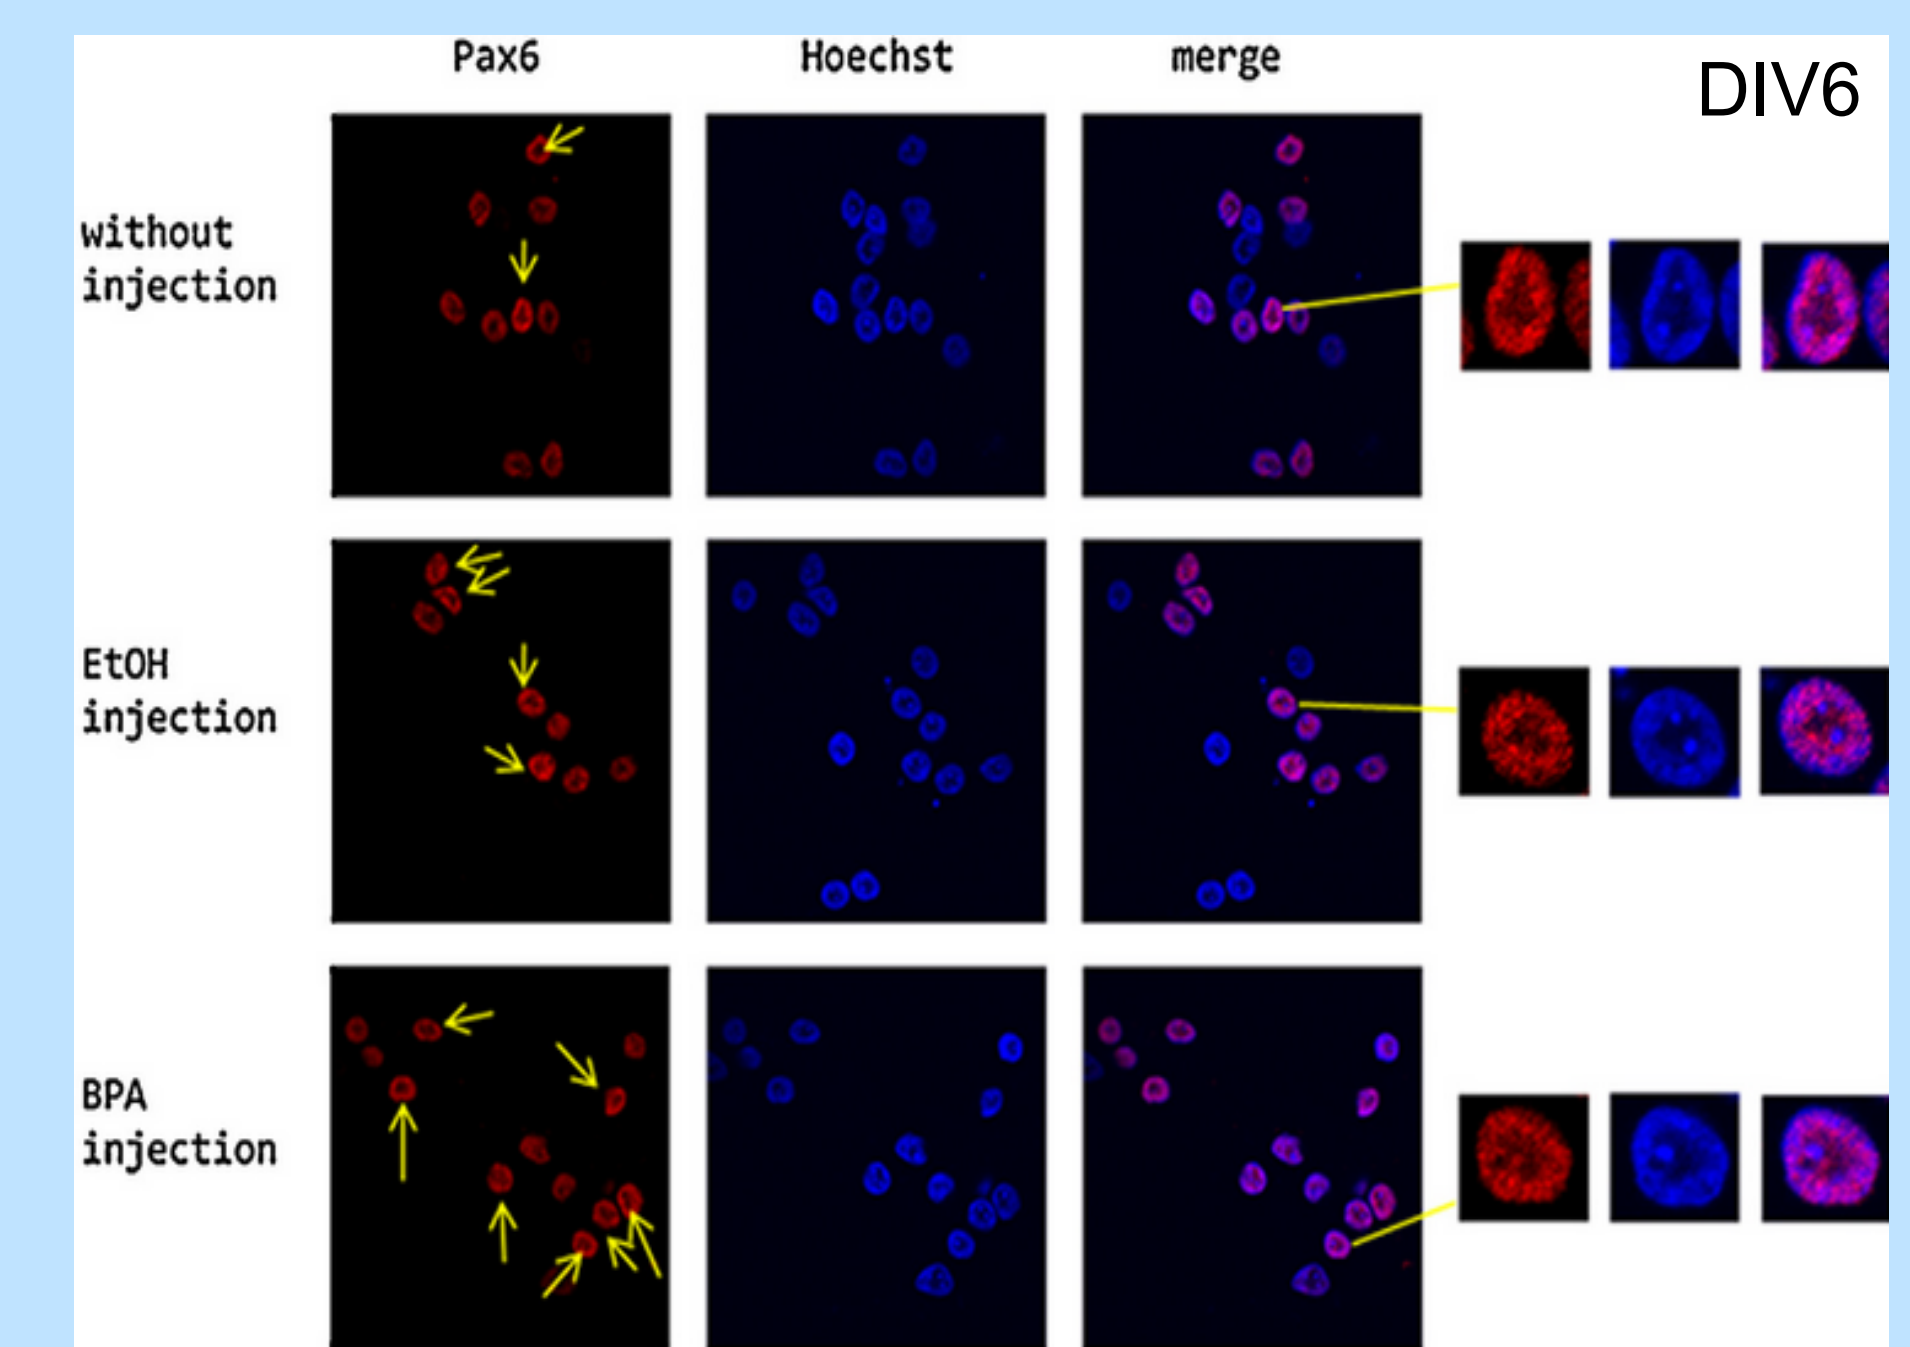 Pax6
Hoechst
merge
DIV6
without
injection
EtOH
injection
BPA
injection